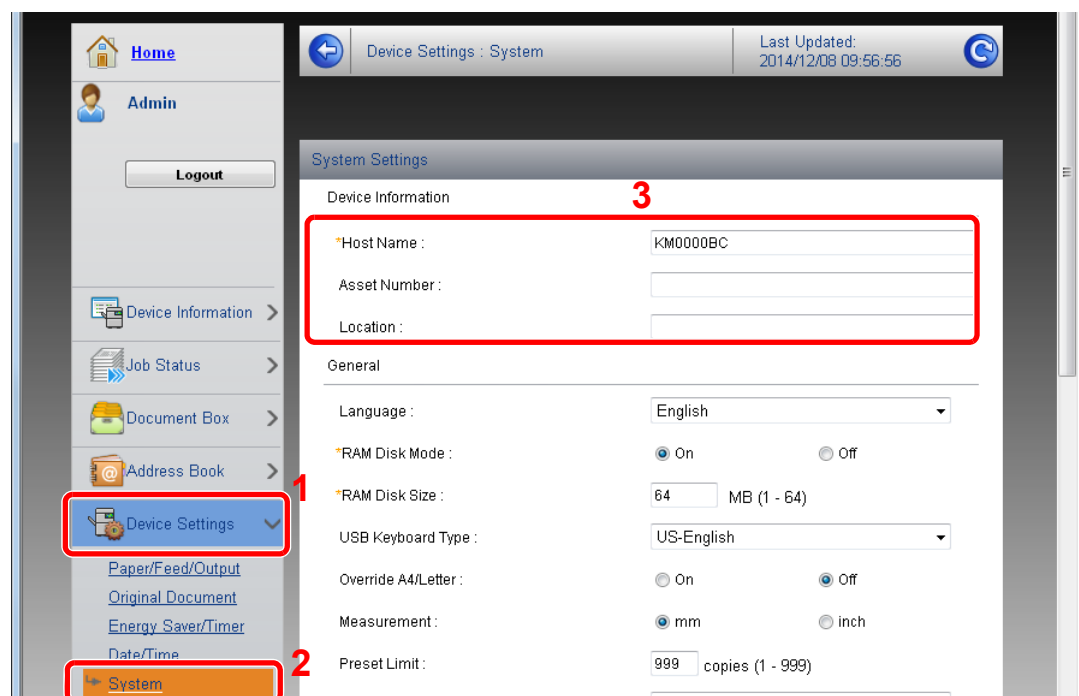 Home
Admin
Logout
Device Information
Job Status
Document Box
Address Book
1
Device Settings
Paper/Feed/Output
Original Document
Energy Saver/Timer
Date/Time
2
System
Device Settings : System
Last Updated:
2014/12/08 09:56:56
System Settings
Device Information
3
*Host Name : KM0000BC
Asset Number :
Location :
General
Language : English
*RAM Disk Mode : On Off
*RAM Disk Size : 64 MB (1 - 64)
USB Keyboard Type : US-English
Override A4/Letter : On Off
Measurement : mm inch
Preset Limit : 999 copies (1 - 999)